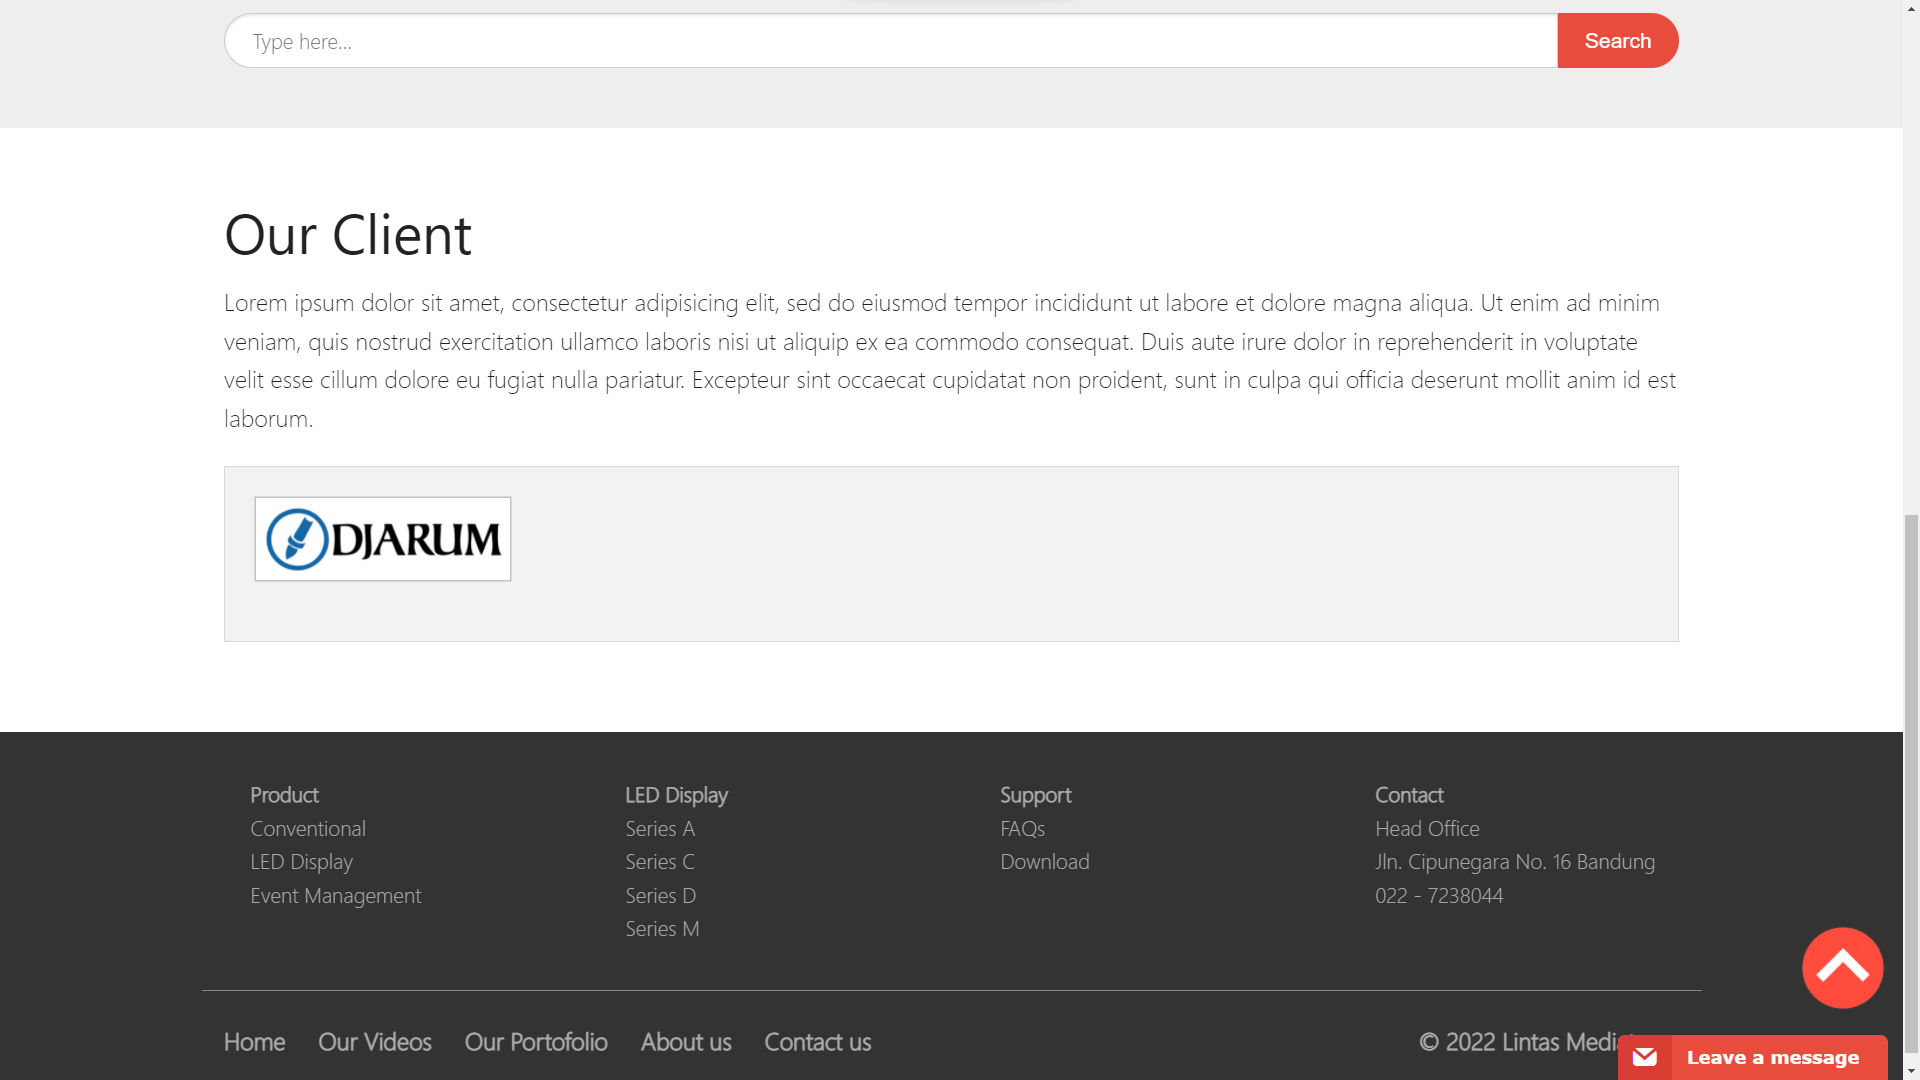 Type here...
Search
Our Client
Lorem ipsum dolor sit amet, consectetur adipisicing elit, sed do eiusmod tempor incididunt ut labore et dolore magna aliqua. Ut enim ad minim
veniam, quis nostrud exercitation ullamco laboris nisi ut aliquip ex ea commodo consequat. Duis aute irure dolor in reprehenderit in voluptate
velit esse cillum dolore eu fugiat nulla pariatur. Excepteur sint occaecat cupidatat non proident, sunt in culpa qui officia deserunt mollit anim id est
laborum.
DJARUM
Product
Conventional
LED Display
Event Management
LED Display
Series A
Series C
Series D
Series M
Support
FAQs
Download
Contact
Head Office
Jln. Cipunegara No. 16 Bandung
022 - 7238044
Home
Our Videos
Our Portofolio
About us
Contact us
© 2022 Lintas
Leave a message